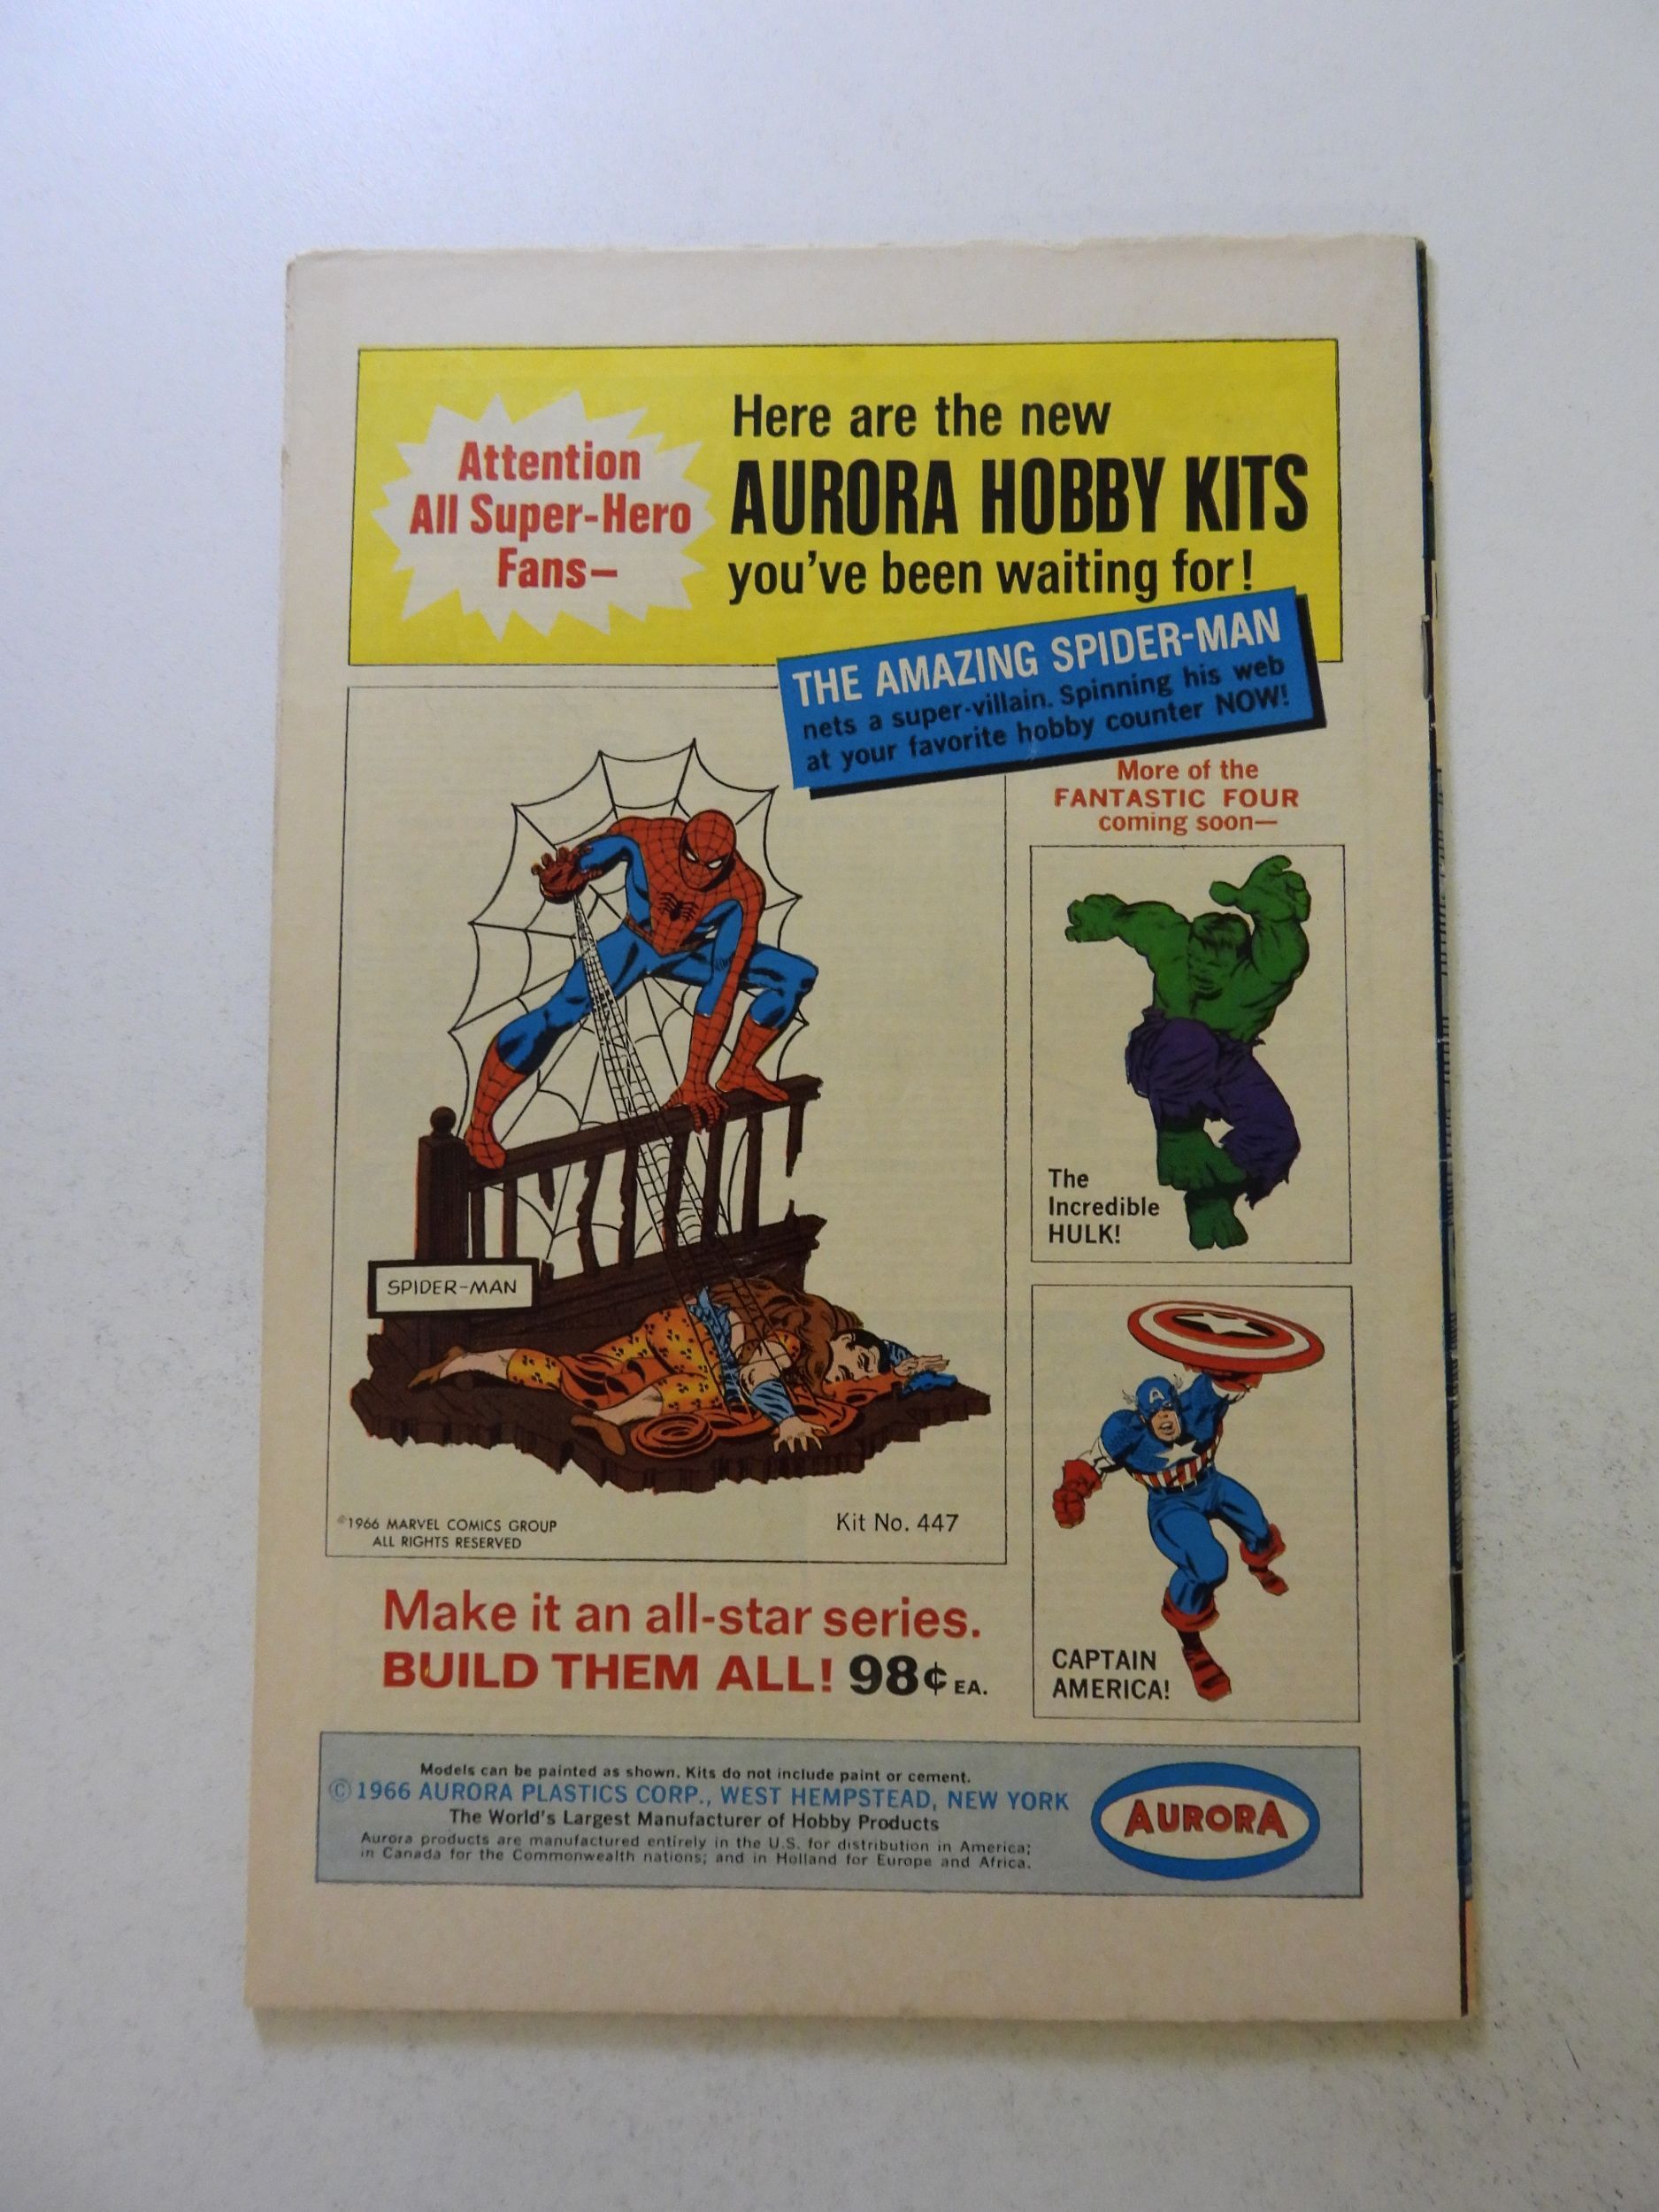 Attention
All Super-Hero
Fans—
Here are the new
AURORA HOBBY KITS
you've been waiting for!
THE AMAZING SPIDER-MAN
nets a super-villain. Spinning his web
at your favorite hobby counter NOW!
SPIDER-MAN
©1966 MARVEL COMICS GROUP
ALL RIGHTS RESERVED
Kit No. 447
More of the
FANTASTIC FOUR
coming soon—
The
Incredible
HULK!
A
CAPTAIN
AMERICA!
Make it an all-star series.
BUILD THEM ALL! 98¢ EA.
Models can be painted as shown. Kits do not include paint or cement.
© 1966 AURORA PLASTICS CORP., WEST HEMPSTEAD, NEW YORK
The World's Largest Manufacturer of Hobby Products
Aurora products are manufactured entirely in the U.S. for distribution in America;
in Canada for the Commonwealth nations; and in Holland for Europe and Africa.
AURORA